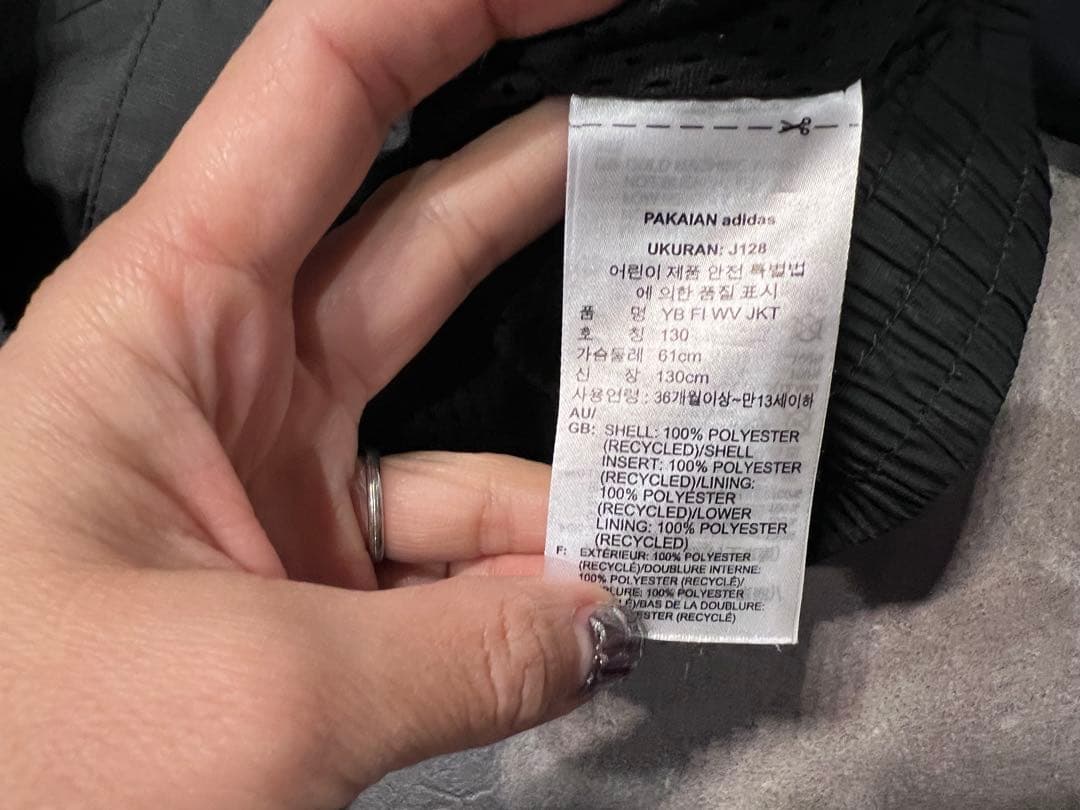 PAKAIAN adidas
UKURAN: J128
어린이 제품 안전 특별법
에 의한 품질 표시
품 명 YB FI WV JKT
호 칭 130
가슴둘레 61cm
신 장 130cm
사용연령 : 36개월이상~만13세이하
AU/
GB: SHELL: 100% POLYESTER
(RECYCLED)/SHELL
INSERT: 100% POLYESTER
(RECYCLED)/LINING:
100% POLYESTER
(RECYCLED)/LOWER
LINING: 100% POLYESTER
(RECYCLED)
F: EXTÉRIEUR: 100% POLYESTER
(RECYCLÉ)/DOUBLURE INTERNE:
100% POLYESTER (RECYCLÉ)/
100% POLYESTER
DE LA DOUBLURE:
(RECYCLÉ)